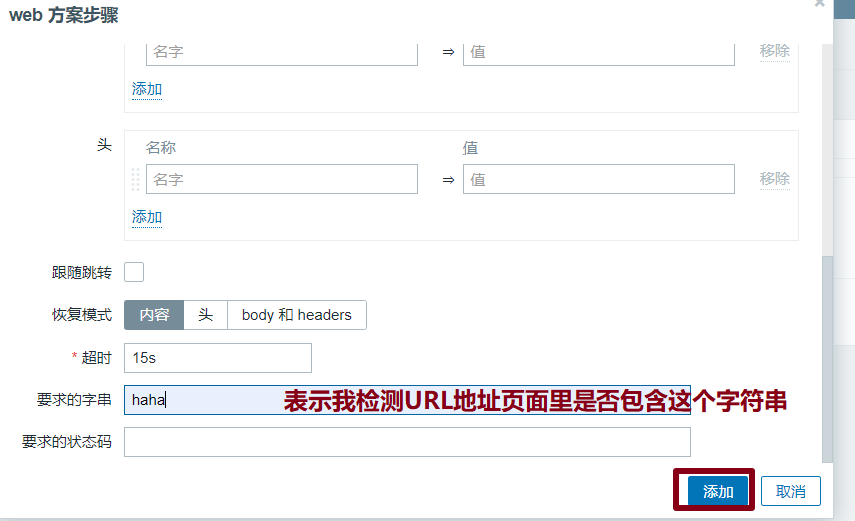 web 方案步骤
名字 ⇒ 值 移除
添加
头 名称 值
名字 ⇒ 值 移除
添加
跟随跳转
恢复模式 内容 头 body 和 headers
* 超时 15s
要求的字串 haha 表示我检测URL地址页面里是否包含这个字符串
要求的状态码
添加 取消